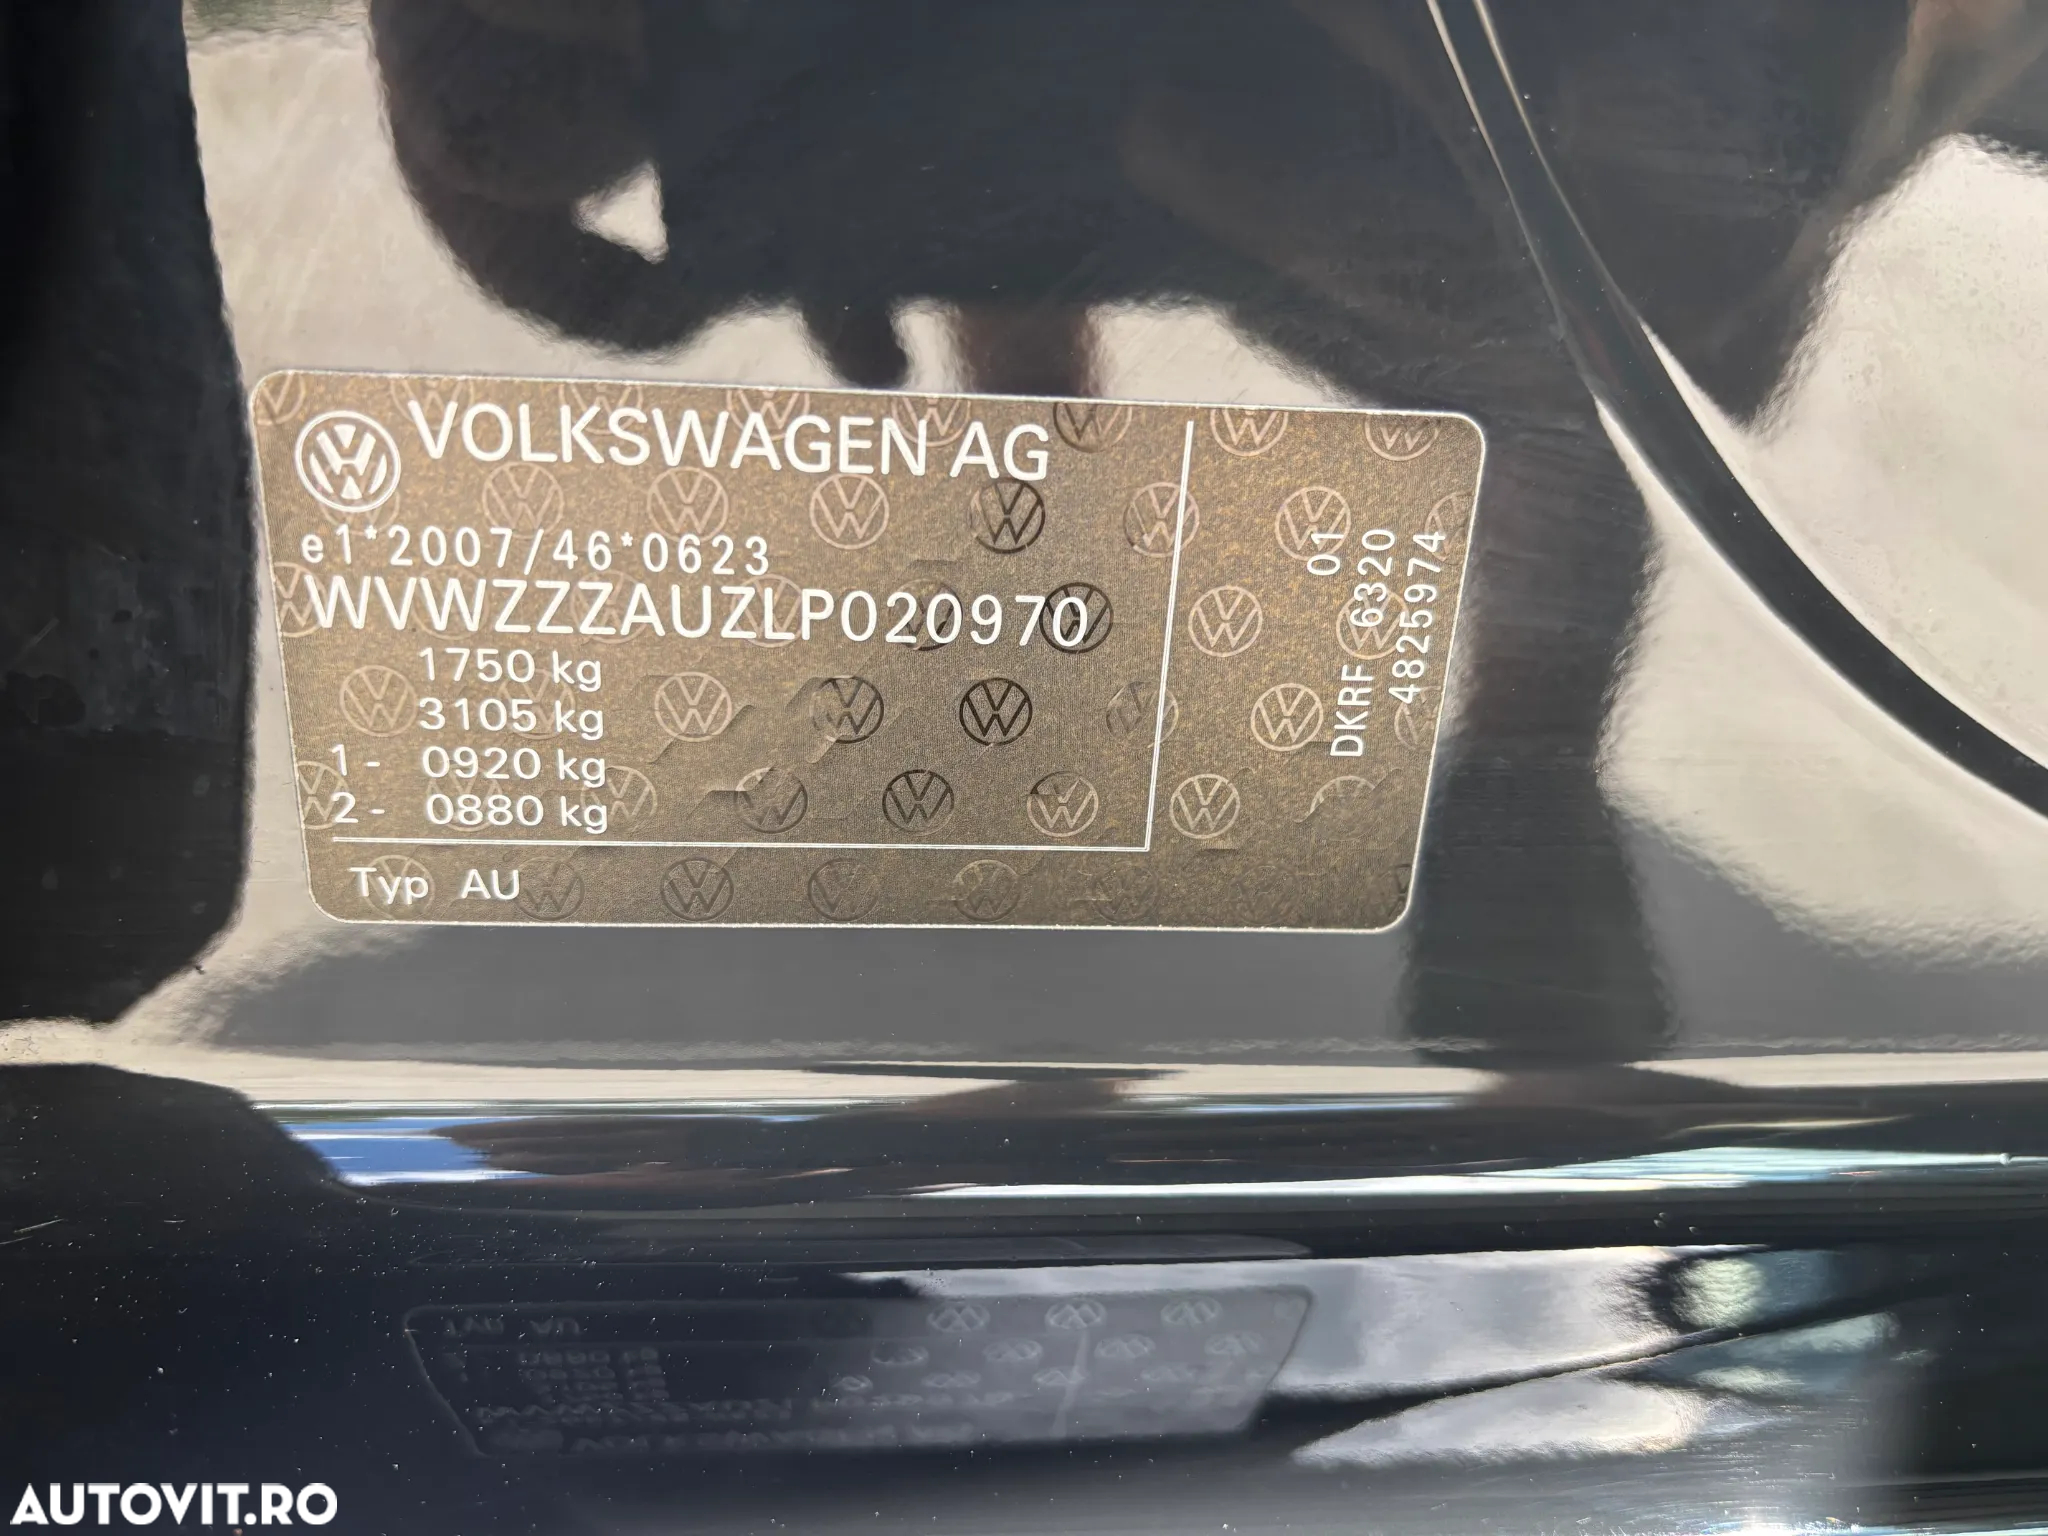 VOLKSWAGEN AG
e1*2007/46*0623
WVWZZZAUZLP020970
1750 kg
3105 kg
1- 0920 kg
2- 0880 kg
Typ AU
01
DKRF 6320
4825974
AUTOVIT.RO